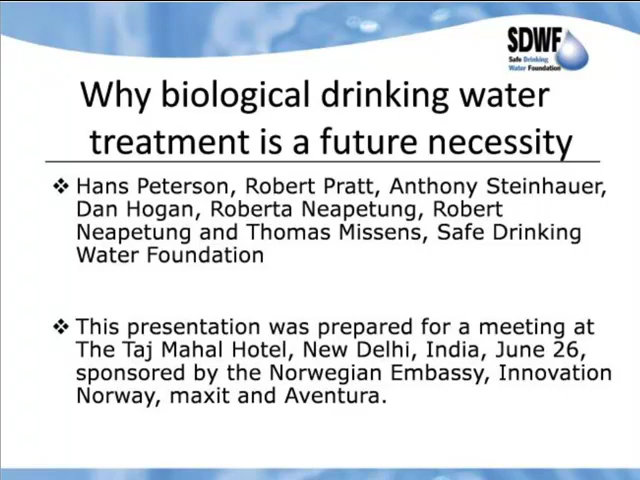 SDWF
Safe Drinking
Water Foundation
Why biological drinking water
treatment is a future necessity
❖ Hans Peterson, Robert Pratt, Anthony Steinhauer,
Dan Hogan, Roberta Neapetung, Robert
Neapetung and Thomas Missens, Safe Drinking
Water Foundation
❖ This presentation was prepared for a meeting at
The Taj Mahal Hotel, New Delhi, India, June 26,
sponsored by the Norwegian Embassy, Innovation
Norway, maxit and Aventura.